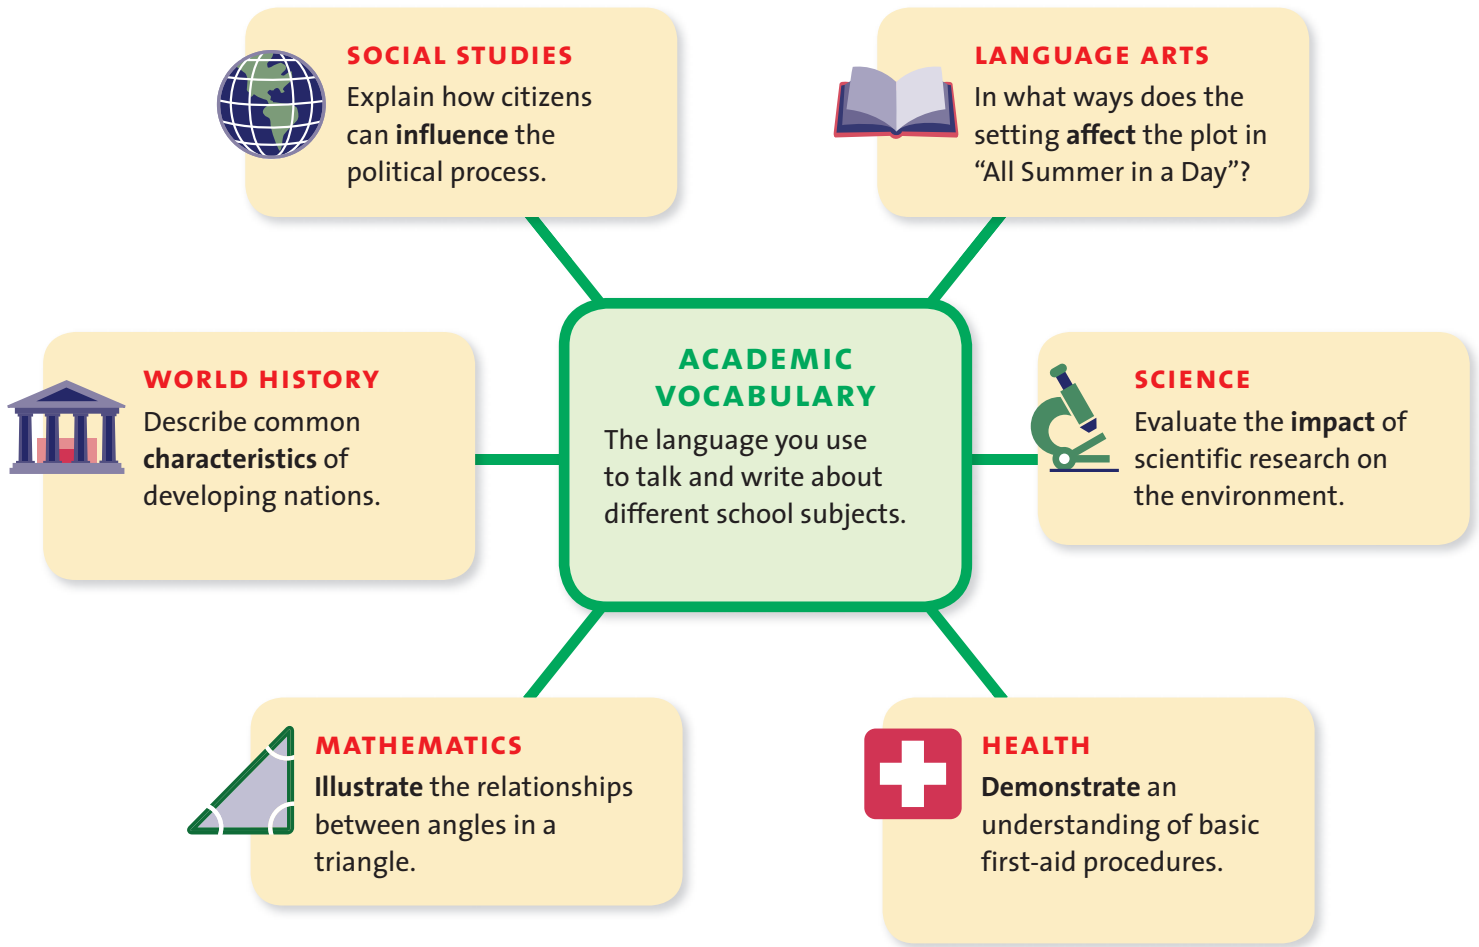 SOCIAL STUDIES
Explain how citizens
can influence the
political process.
LANGUAGE ARTS
In what ways does the
setting affect the plot in
“All Summer in a Day”?
WORLD HISTORY
Describe common
characteristics of
developing nations.
ACADEMIC
VOCABULARY
The language you use
to talk and write about
different school subjects.
SCIENCE
Evaluate the impact of
scientific research on
the environment.
MATHEMATICS
Illustrate the relationships
between angles in a
triangle.
HEALTH
Demonstrate an
understanding of basic
first-aid procedures.